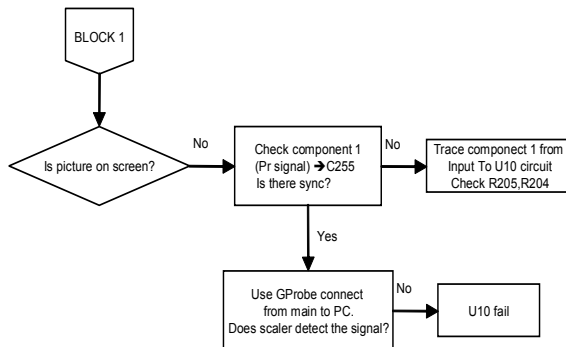 BLOCK 1
Is picture on screen?
No
Check component 1
(Pr signal) ➔C255
Is there sync?
No
Trace componect 1 from
Input To U10 circuit
Check R205,R204
Yes
Use GProbe connect
from main to PC.
Does scaler detect the signal?
No
U10 fail